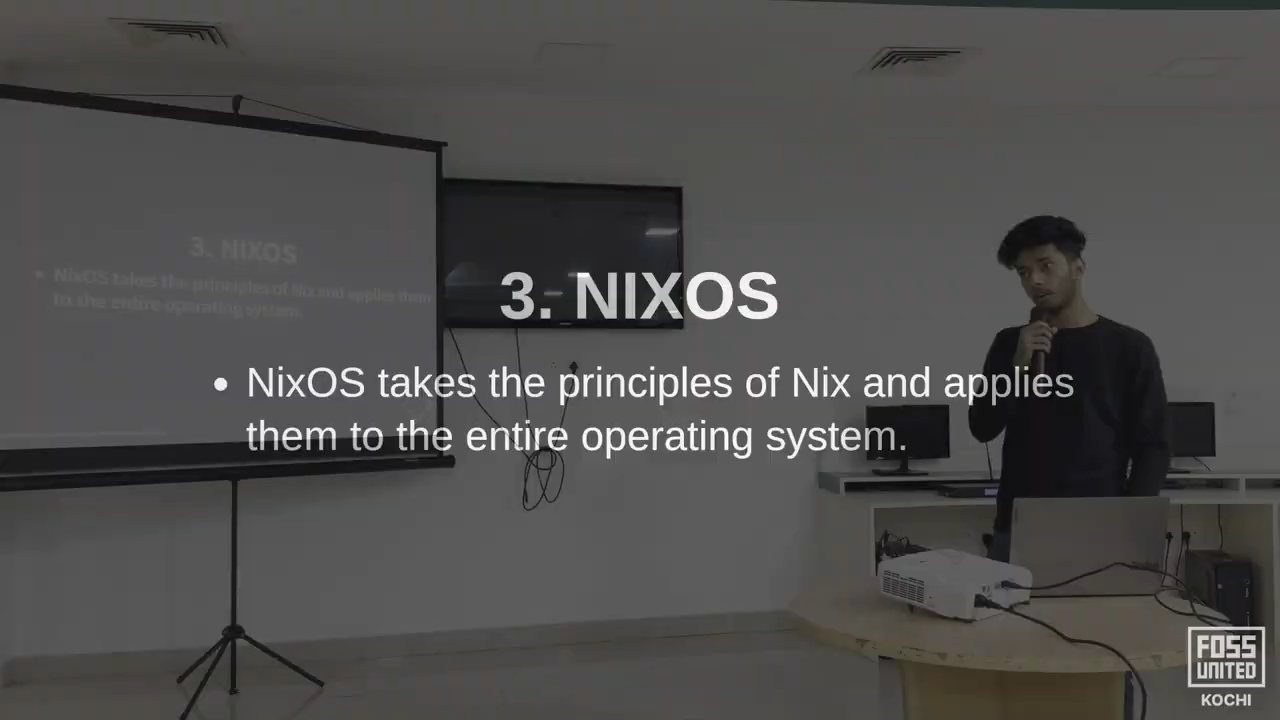 3. NIXOS
• NixOS takes the principles of Nix and applies them
to the entire operating system.
3. NIXOS
• NixOS takes the principles of Nix and applies
them to the entire operating system.
FOSS
UNITED
KOCHI